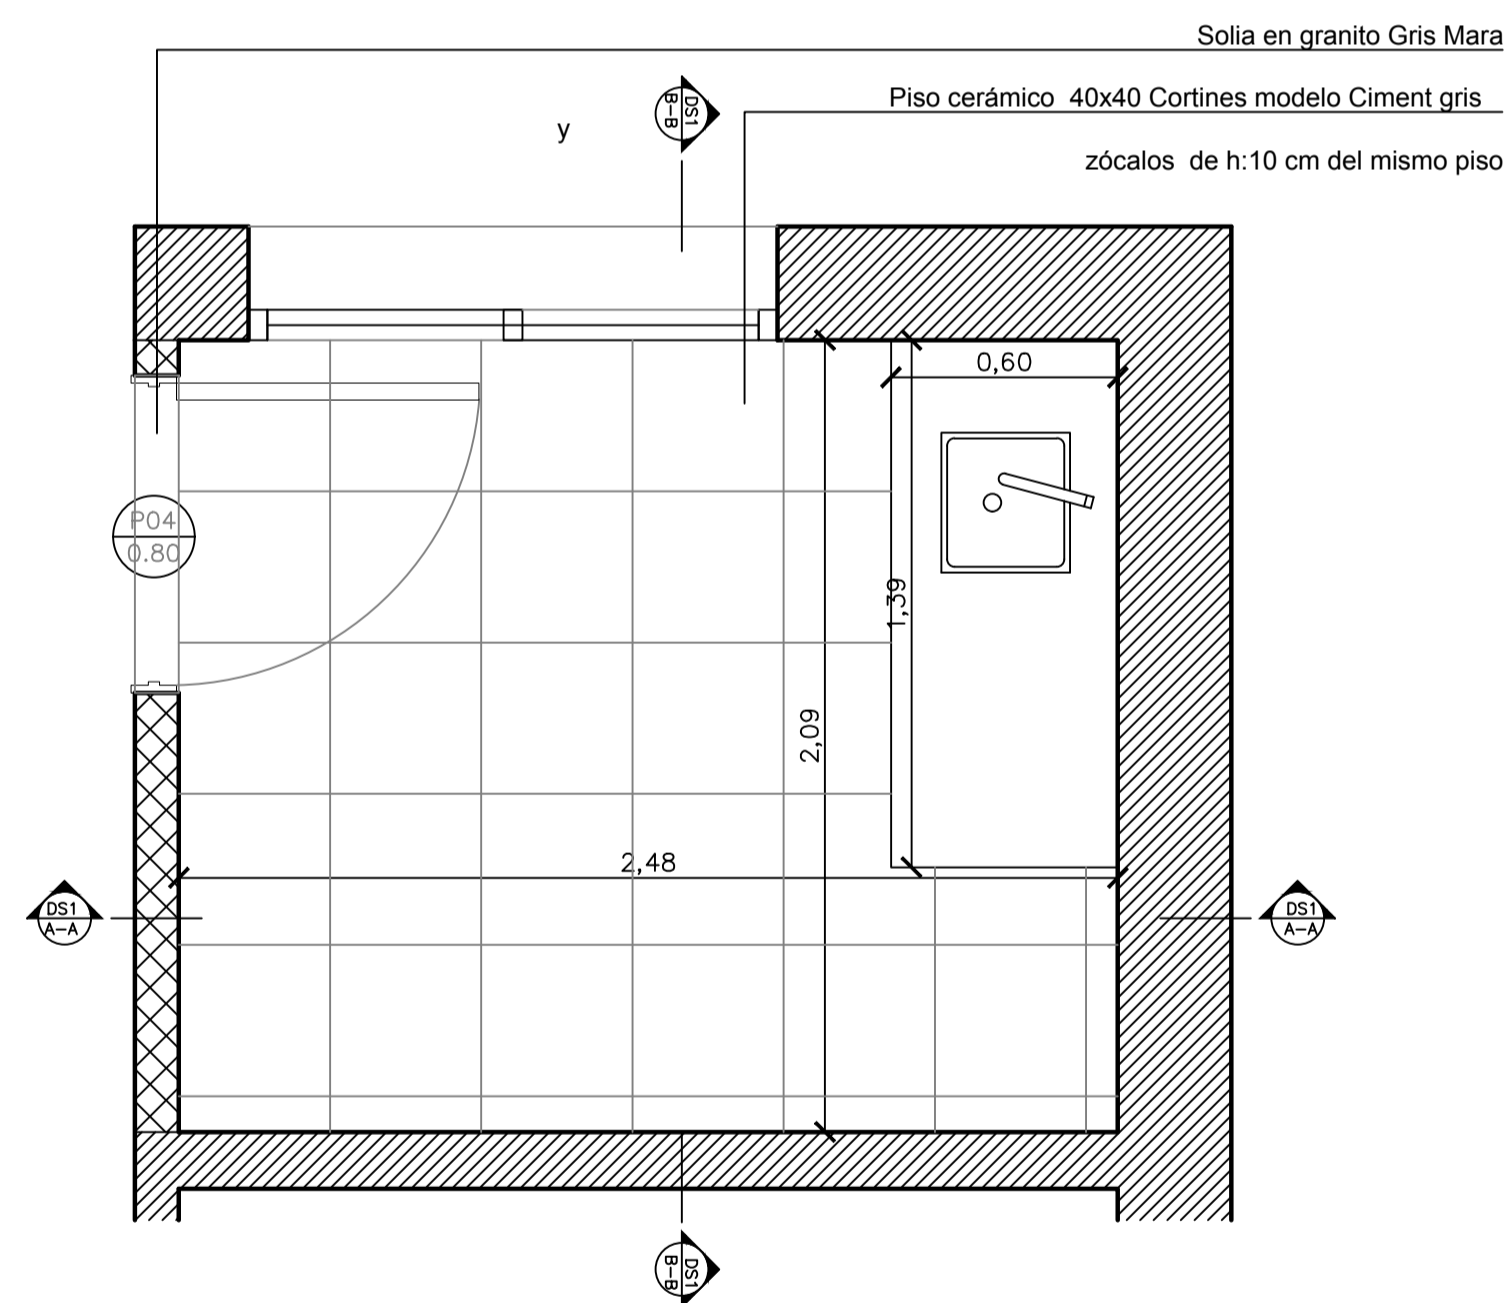 Solia en granito Gris Mara
Piso cerámico 40x40 Cortines modelo Ciment gris
y
DS1
B-B
zócalos de h:10 cm del mismo piso
0,60
P04
0.80
1,39
2,09
2,48
DS1
A-A
DS1
A-A
DS1
B-B